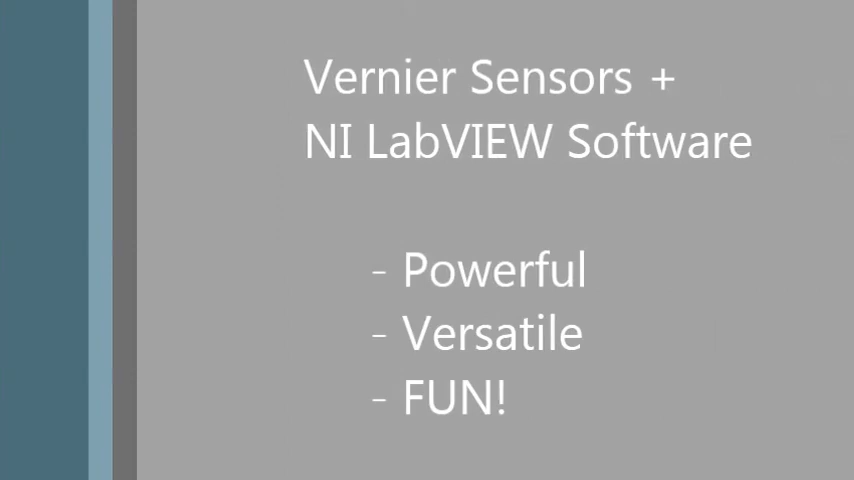 Vernier Sensors +
NI LabVIEW Software
- Powerful
- Versatile
- FUN!